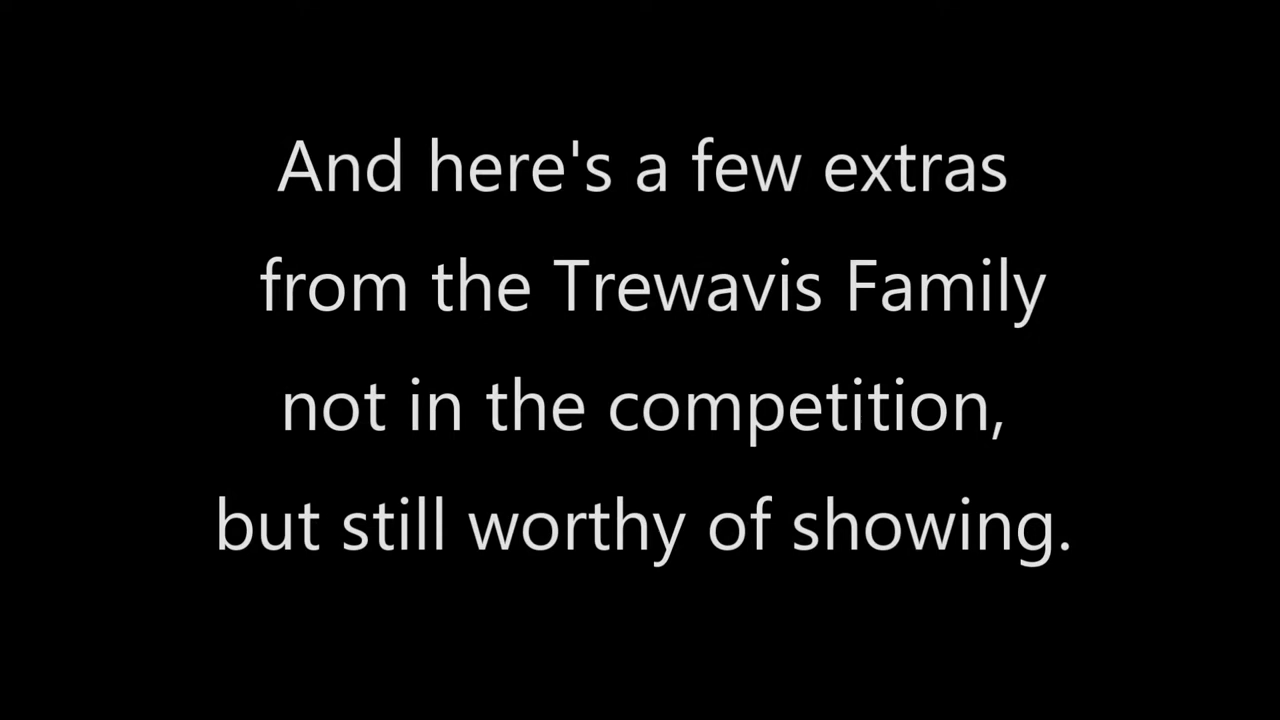 And here's a few extras
from the Trewavis Family
not in the competition,
but still worthy of showing.